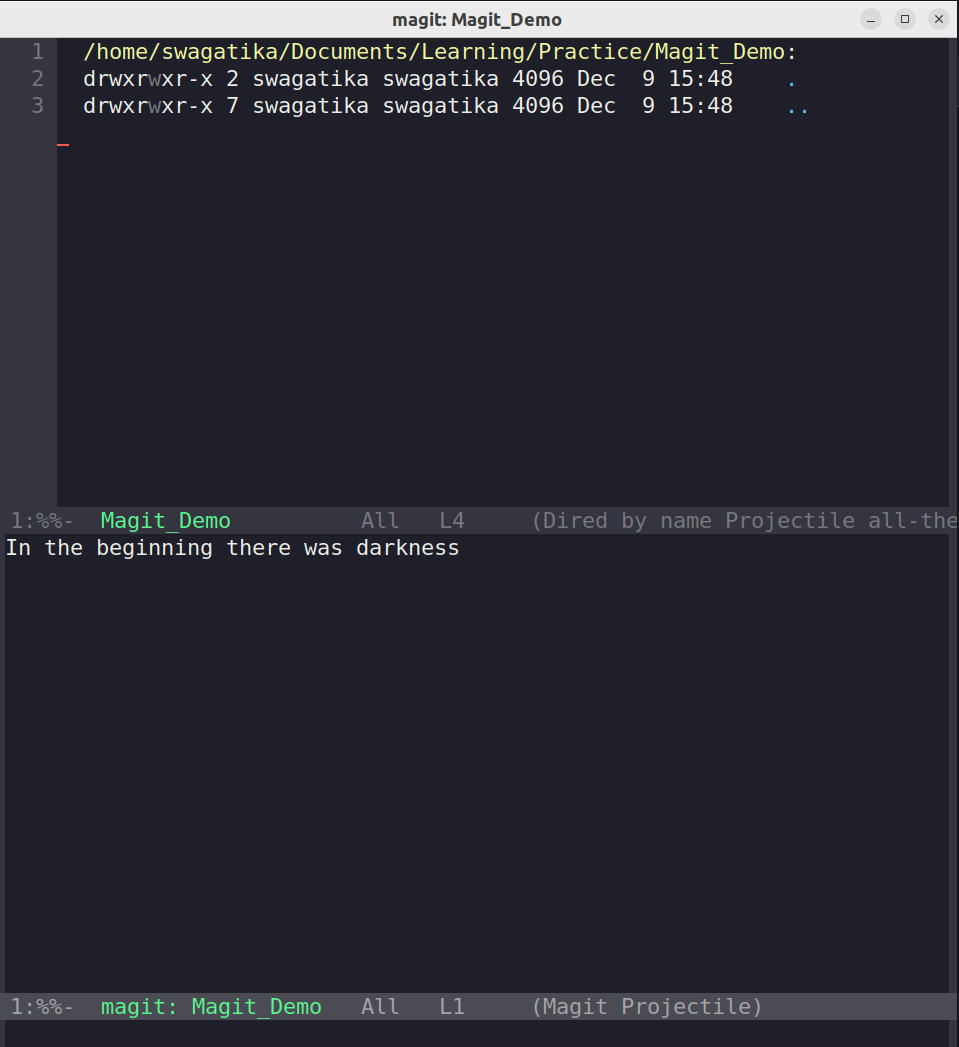 magit: Magit_Demo
1 /home/swagatika/Documents/Learning/Practice/Magit_Demo:
2 drwxrwxr-x 2 swagatika swagatika 4096 Dec  9 15:48 .
3 drwxrwxr-x 7 swagatika swagatika 4096 Dec  9 15:48 ..
1:%%- Magit_Demo All L4 (Dired by name Projectile all-the
In the beginning there was darkness
1:%%- magit: Magit_Demo All L1 (Magit Projectile)